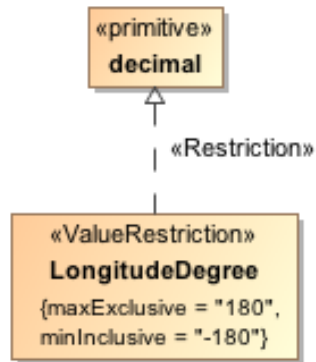 «primitive»
decimal
«Restriction»
«ValueRestriction»
LongitudeDegree
{maxExclusive = "180",
minInclusive = "-180"}